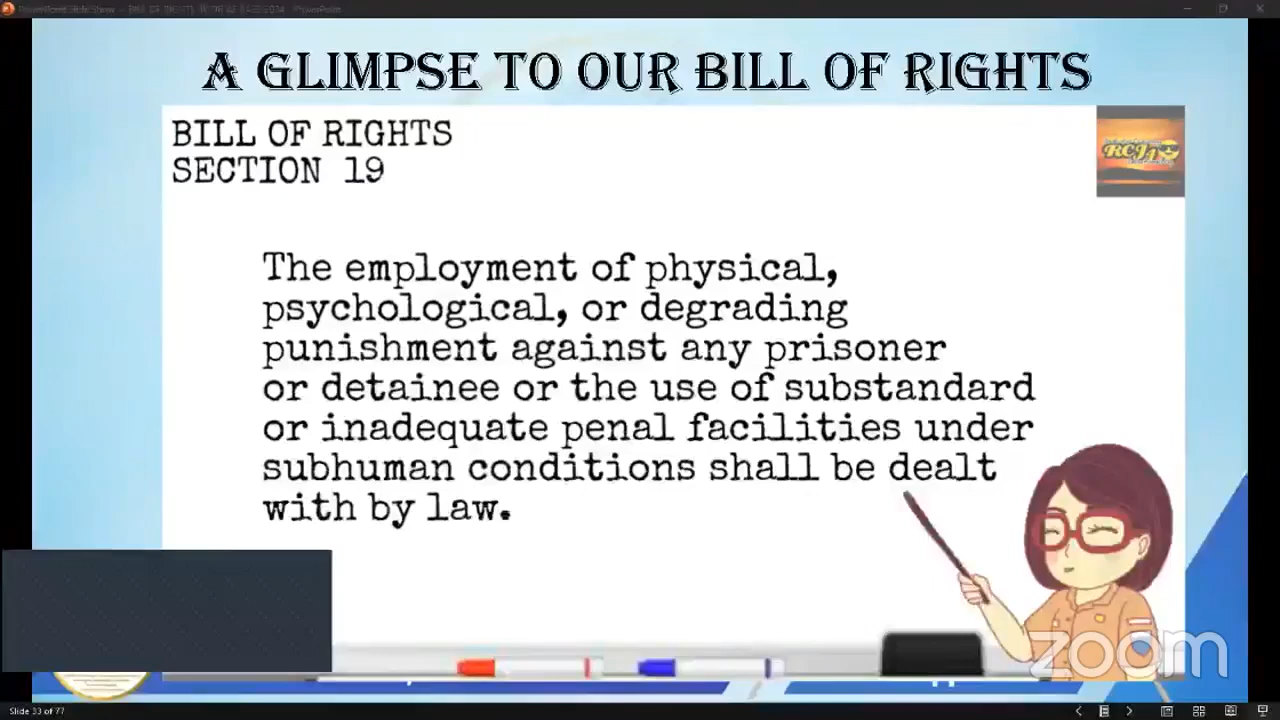 A GLIMPSE TO OUR BILL OF RIGHTS
BILL OF RIGHTS
SECTION 19
RCJA
The employment of physical,
psychological, or degrading
punishment against any prisoner
or detainee or the use of substandard
or inadequate penal facilities under
subhuman conditions shall be dealt
with by law.
zoom
Slide 33 of 77